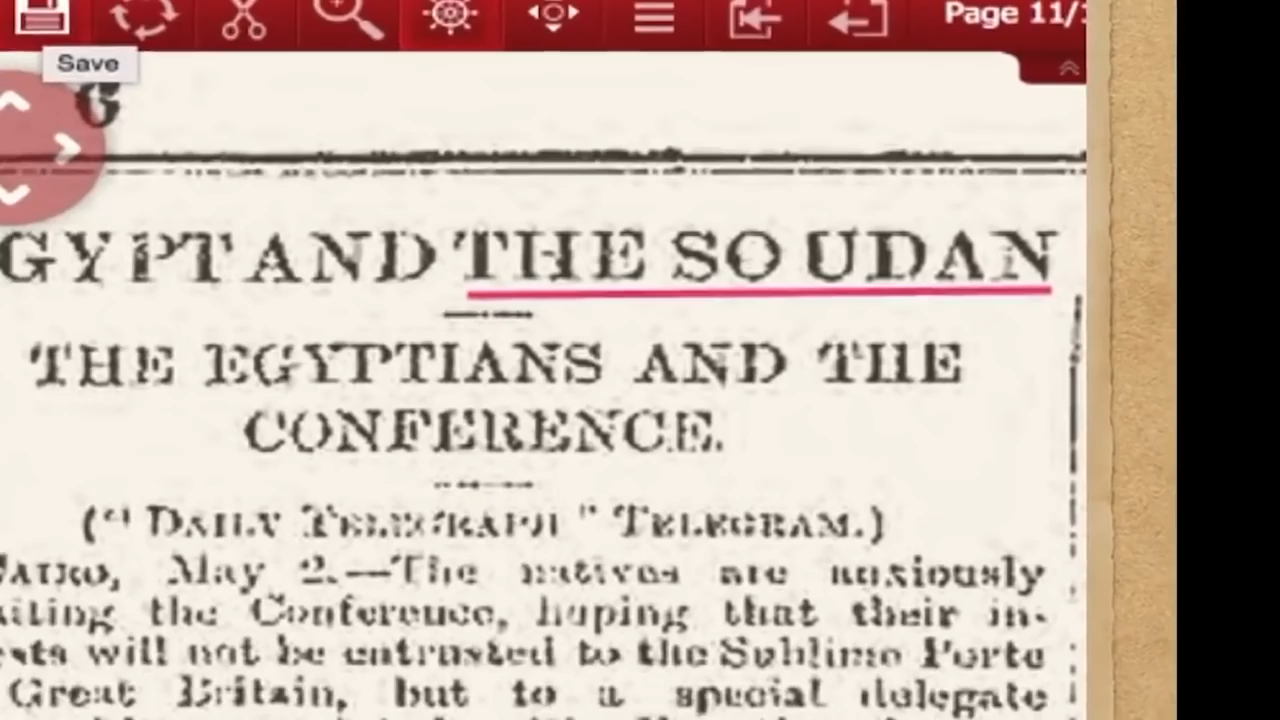 Page 11/
Save
6
GYPT AND THE SOUDAN
THE EGYPTIANS AND THE
CONFERENCE.
("DAILY TELEGRAPH" TELEGRAM.)
CAIRO, May 2.—The natives are anxiously
aiting the Conference, hoping that their in-
ests will not be entrusted to the Sublime Porte
Great Britain, but to a special delegate